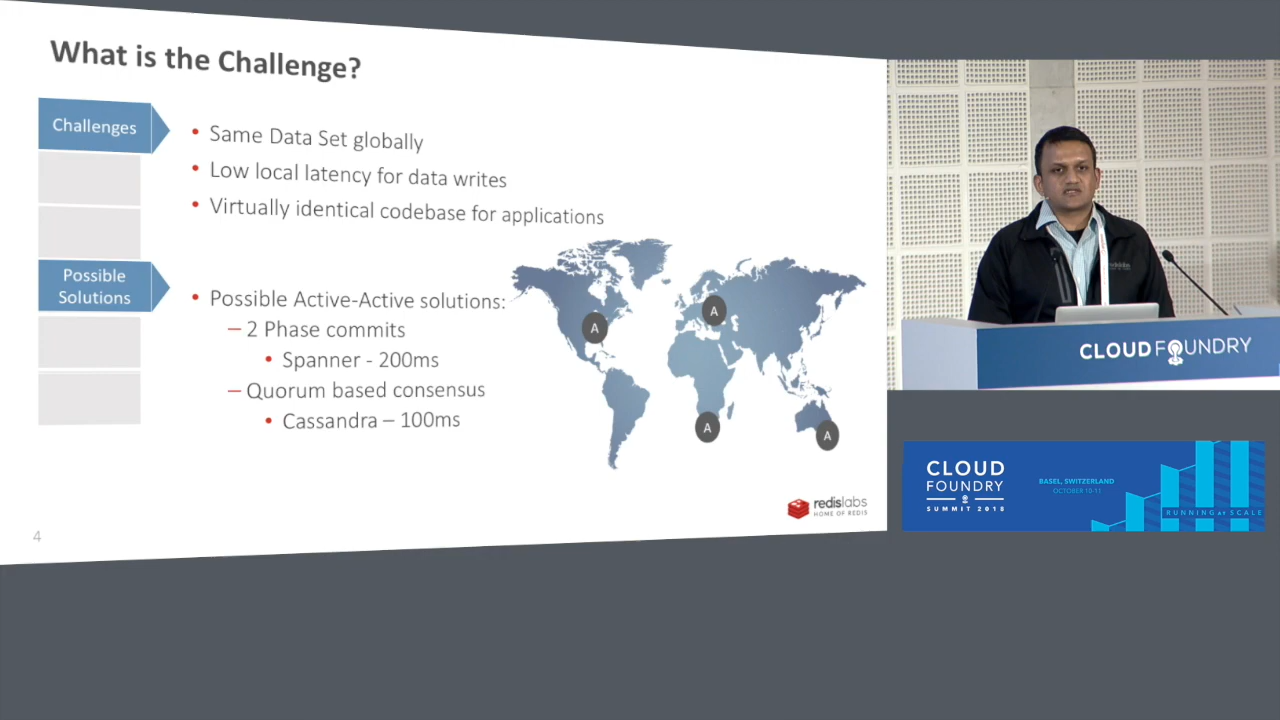 What is the Challenge?
Challenges
• Same Data Set globally
• Low local latency for data writes
• Virtually identical codebase for applications
Possible
Solutions
• Possible Active-Active solutions:
– 2 Phase commits
• Spanner - 200ms
– Quorum based consensus
• Cassandra – 100ms
A
A
A
A
redislabs
HOME OF REDIS
4
CLOUD FOUNDRY
CLOUD
FOUNDRY
SUMMIT 2018
BASEL, SWITZERLAND
OCTOBER 10-11
RUNNING at SCALE